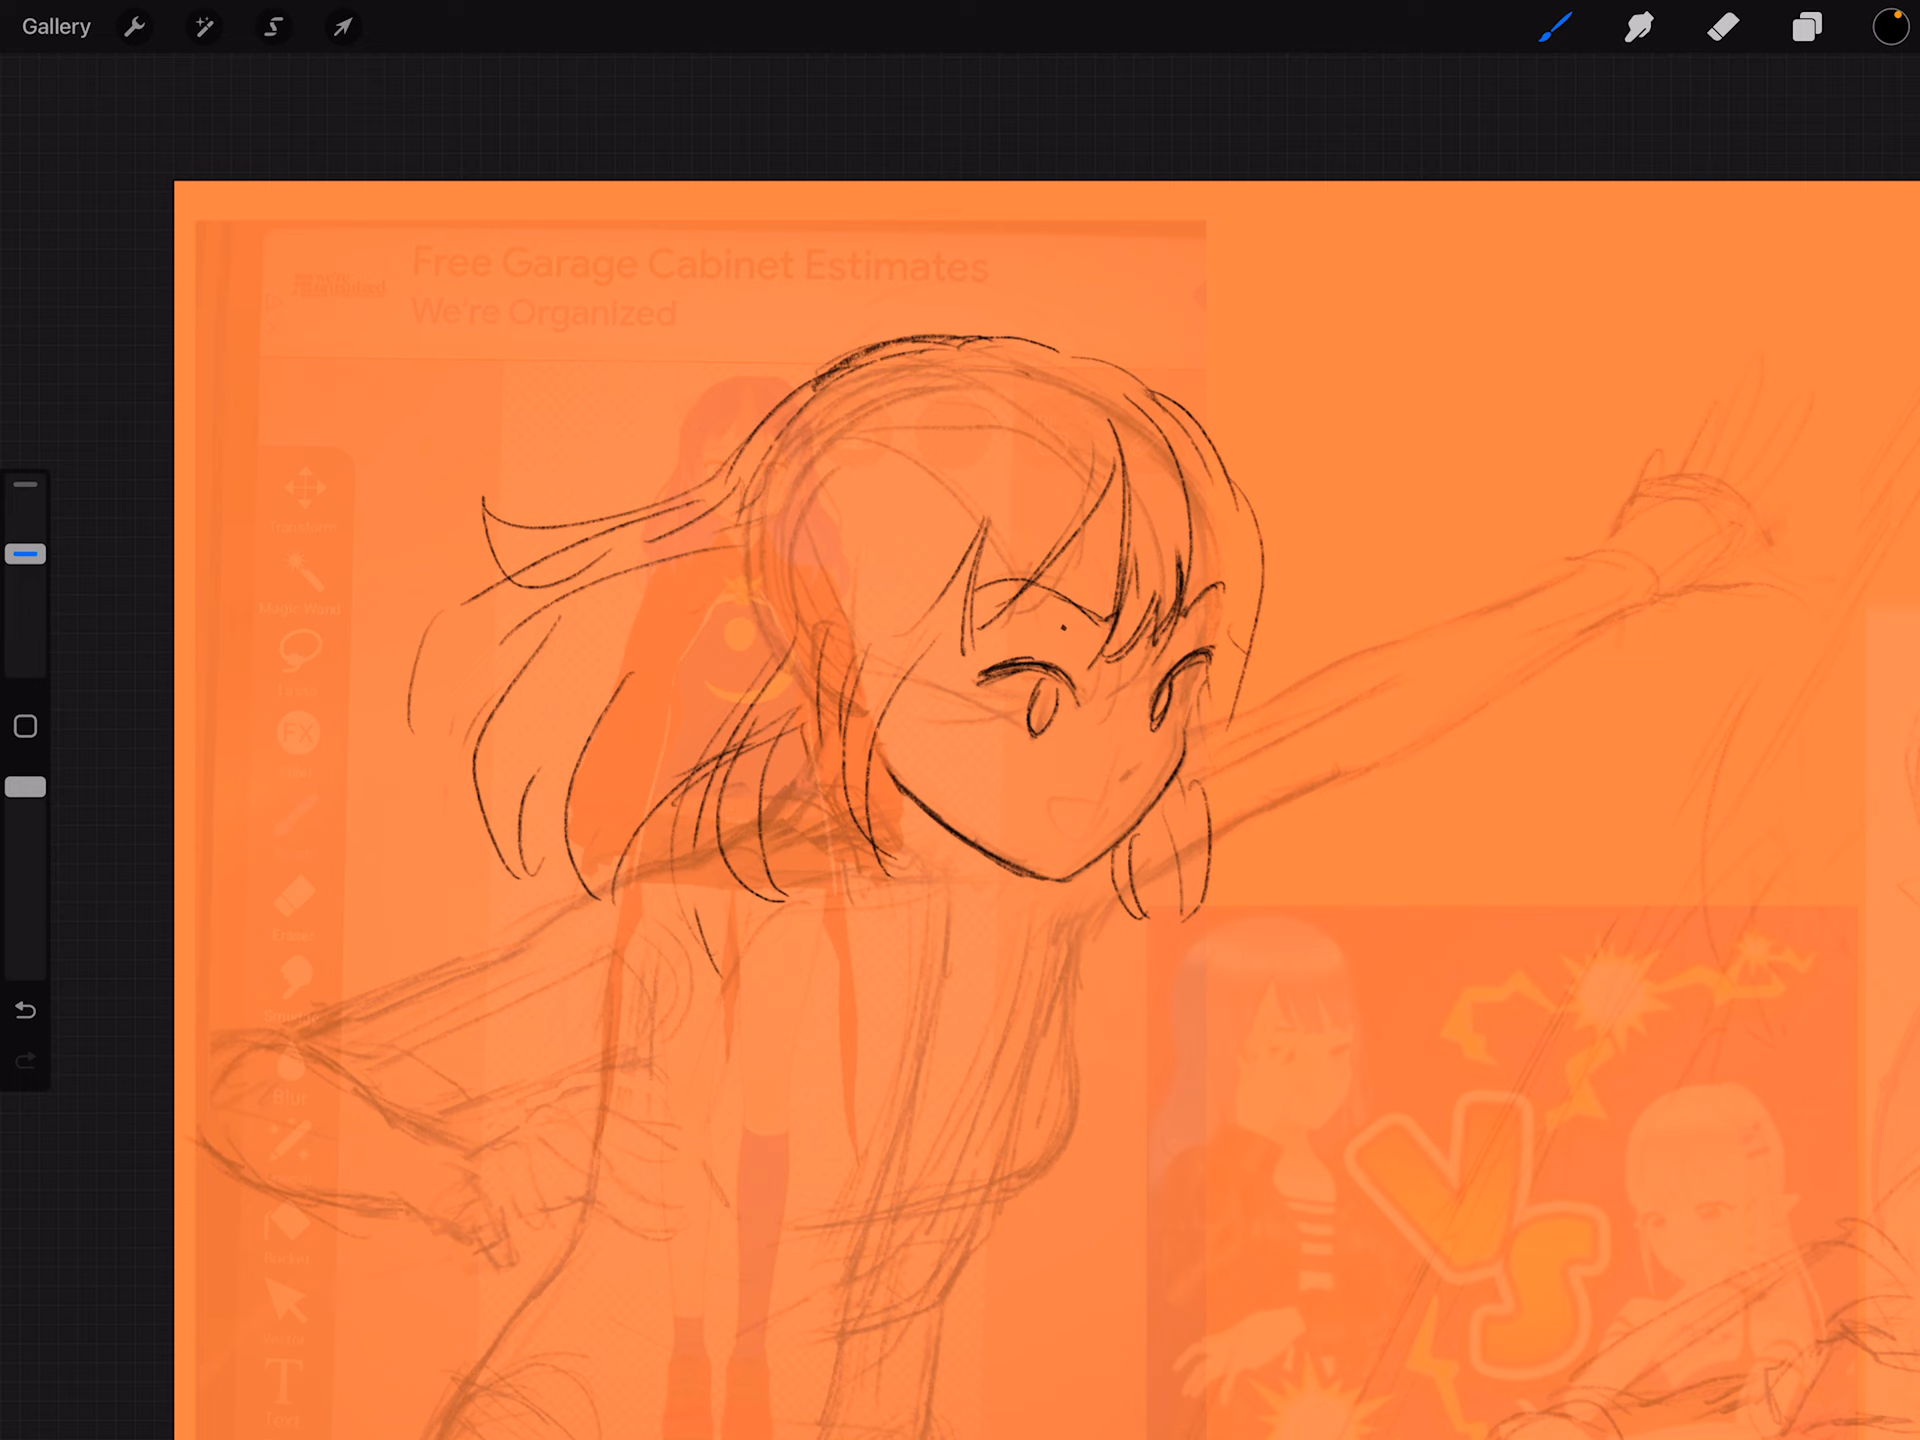 Gallery
Free Garage Cabinet Estimates
We're Organized
Transform
Magic Wand
Lasso
FX
Eraser
Smudge
Blur
VS
Bucket
Vector
T
Text